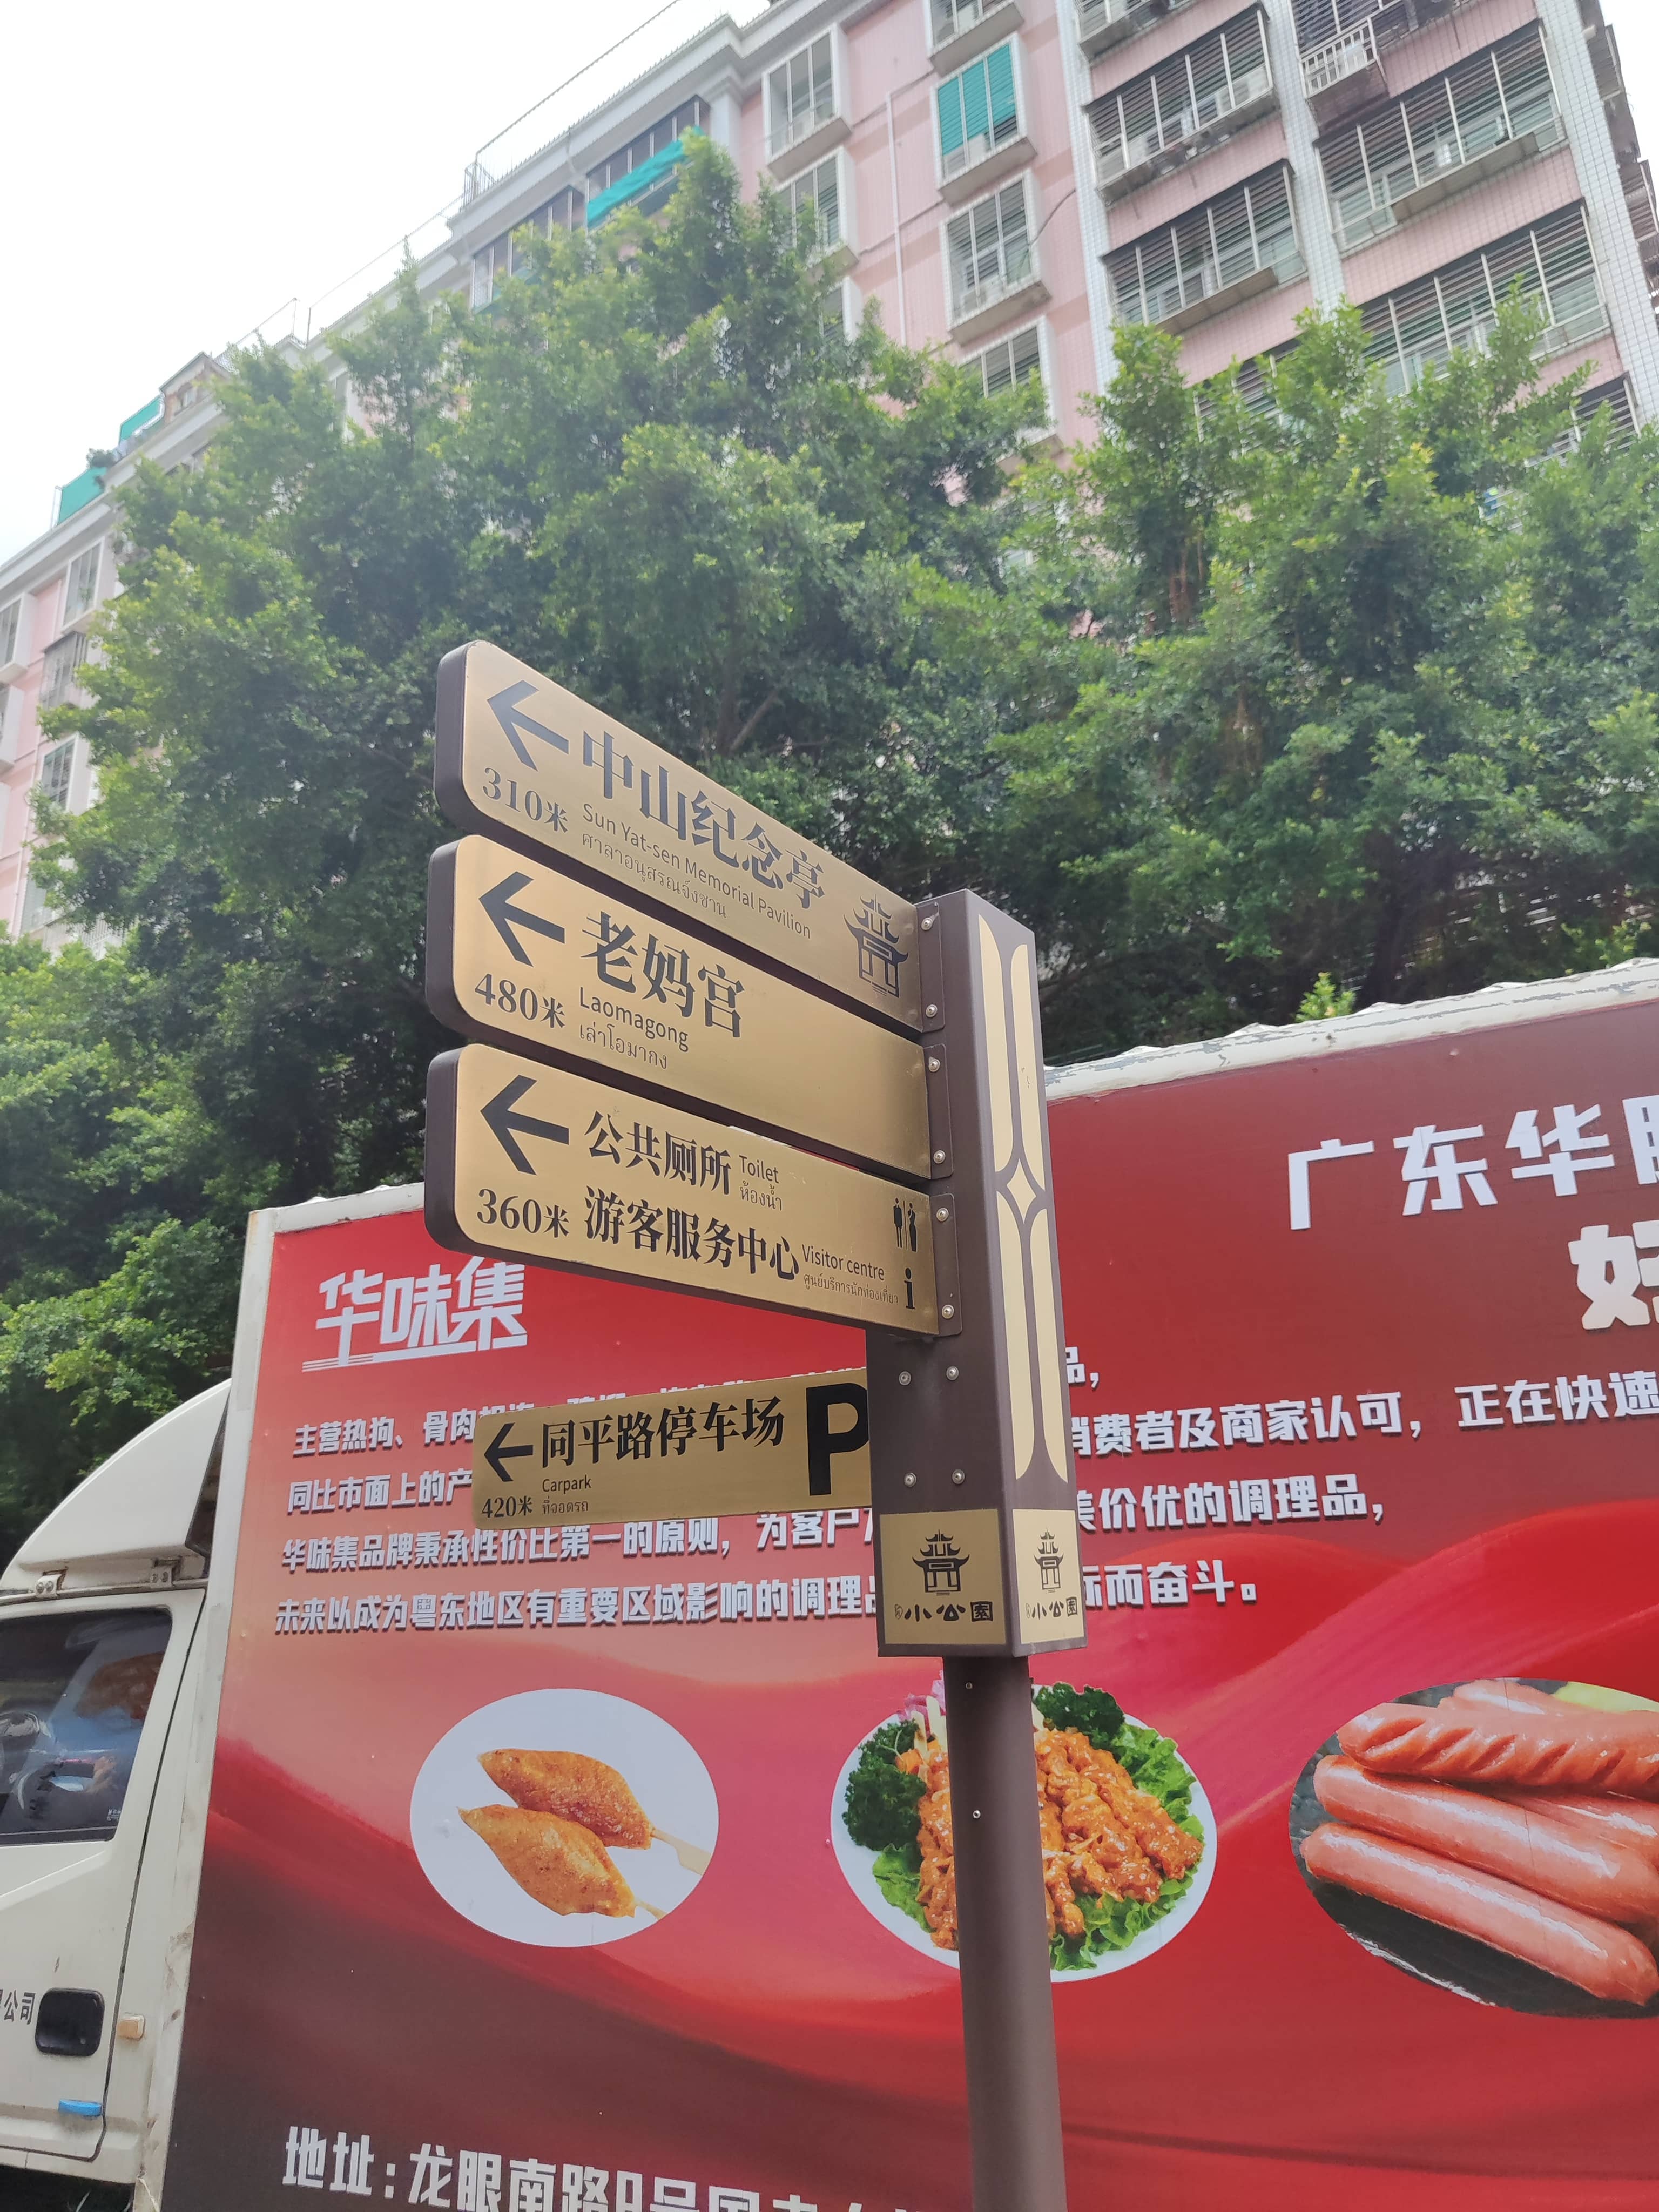 中山纪念亭
310米
Sun Yat-sen Memorial Pavilion
ศาลาอนุสรณ์จงซาน
老妈宫
480米
Laomagong
เล่าโอมากง
公共厕所 Toilet
ห้องน้ำ
360米 游客服务中心 Visitor centre
ศูนย์บริการนักท่องเที่ยว
同平路停车场 P
Carpark
420米 ที่จอดรถ
小公園
小公園
广东华
好
华味集
主营热狗、骨肉相连 品，
同比市面上的产 消费者及商家认可，正在快速
华味集品牌秉承性价比第一的原则，为客户 美价优的调理品，
未来以成为粤东地区有重要区域影响的调理品 标而奋斗。
公司
地址：龙眼南路8号